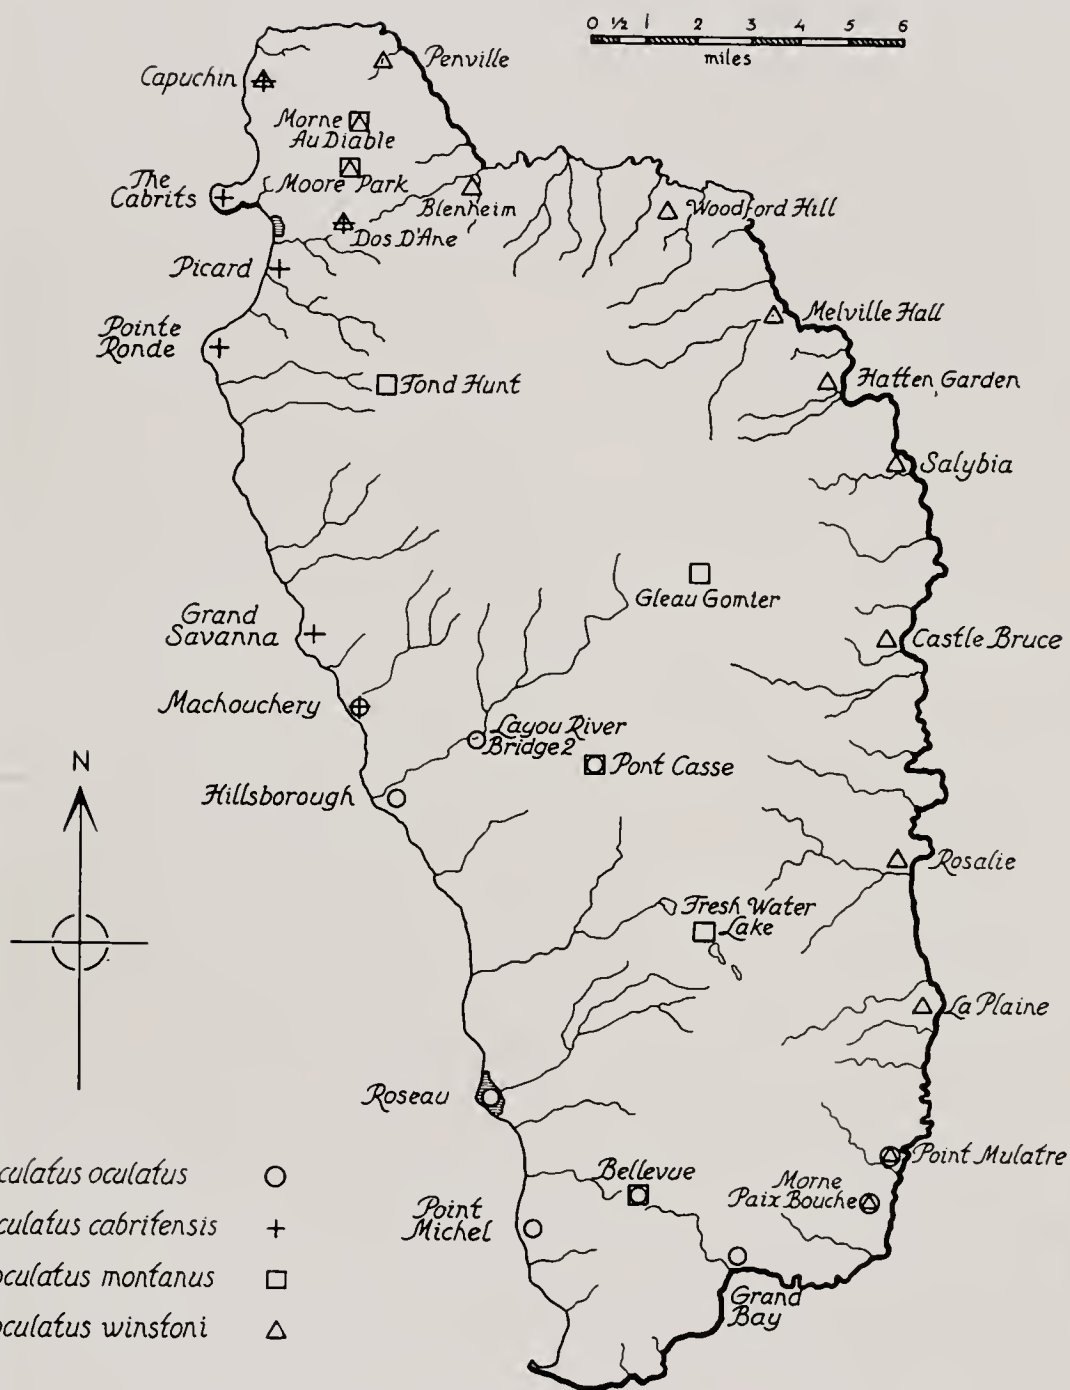 0 ½ 1 2 3 4 5 6
miles
Penville
Capuchin
Morne
Au Diable
The
Cabrits
Moore Park
Blenheim
Woodford Hill
Dos D'Ane
Picard
Melville Hall
Pointe
Ronde
Fond Hunt
Hatten Garden
Salybia
Gleau Gomier
Grand
Savanna
Castle Bruce
Machouchery
Layou River
Bridge 2
N
Pont Casse
Hillsborough
Rosalie
Fresh Water
Lake
La Plaine
Roseau
Point Mulatre
Bellevue
Morne
Paix Bouche
Point
Michel
Grand
Bay
culatus oculatus
culatus cabritensis
oculatus montanus
oculatus winstoni